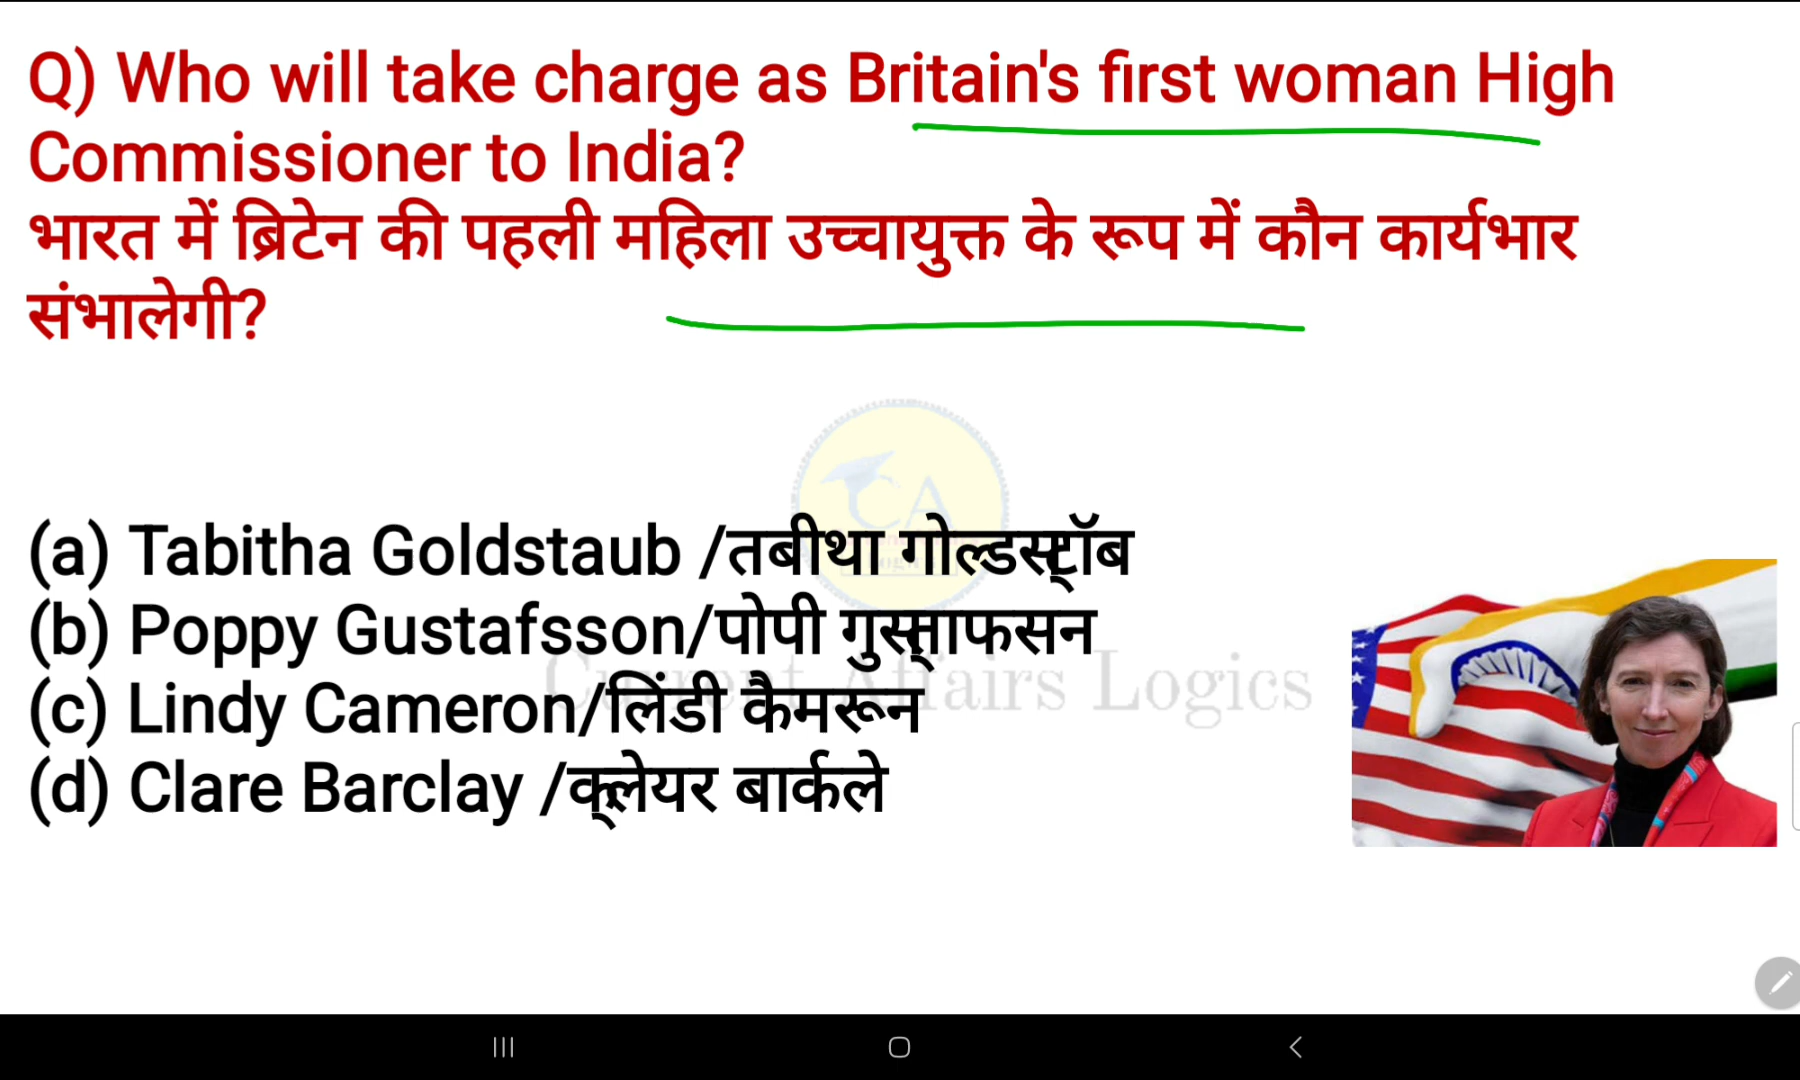 Q) Who will take charge as Britain's first woman High
Commissioner to India?
भारत में ब्रिटेन की पहली महिला उच्चायुक्त के रूप में कौन कार्यभार
संभालेगी?
CA
(a) Tabitha Goldstaub /तबीथा गोल्डस्टॉब
(b) Poppy Gustafsson/पोपी गुस्ताफसन
Current Affairs Logics
(c) Lindy Cameron/लिंडी कैमरून
(d) Clare Barclay /क्लेयर बार्कले